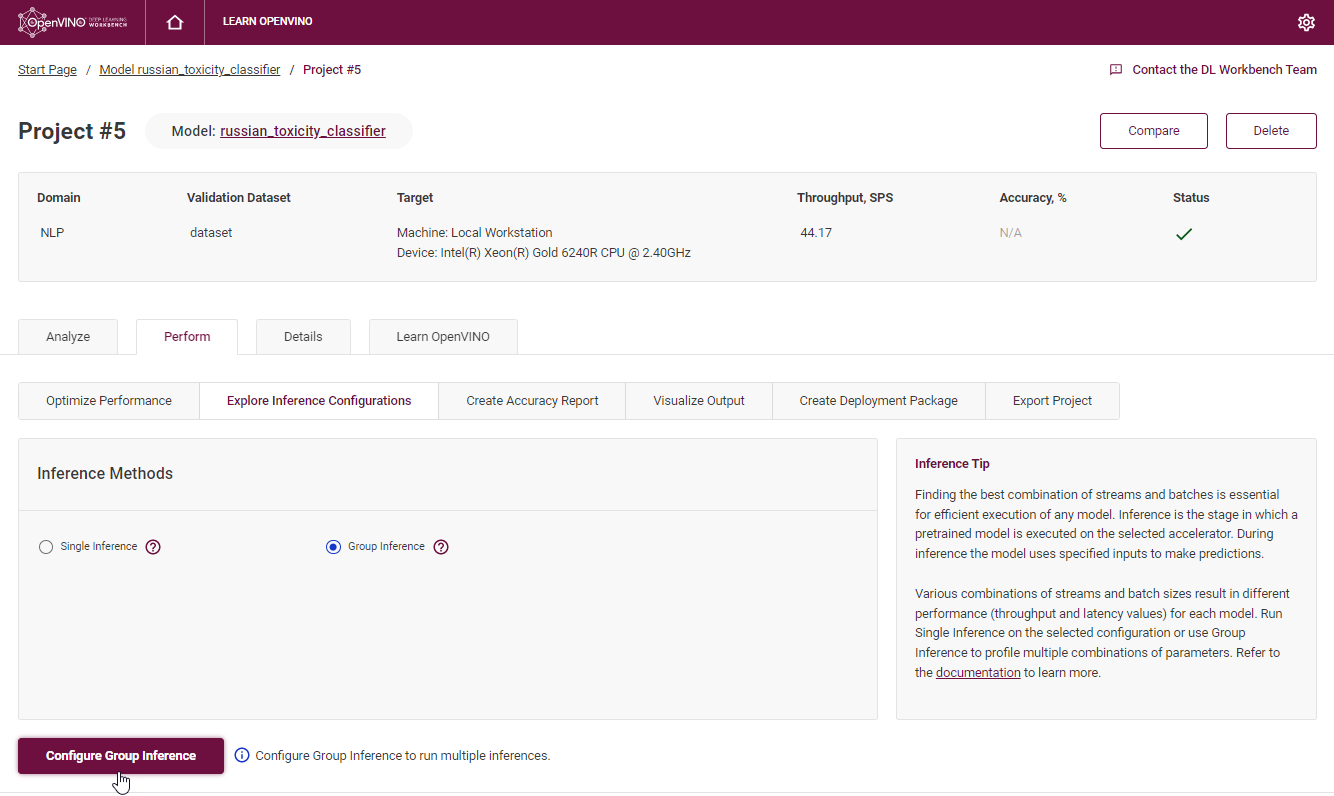 OpenVINO DEEP LEARNING WORKBENCH
LEARN OPENVINO
Start Page / Model russian_toxicity_classifier / Project #5
Contact the DL Workbench Team
Project #5
Model: russian_toxicity_classifier
Compare
Delete
Domain Validation Dataset Target Throughput, SPS Accuracy, % Status
NLP dataset Machine: Local Workstation 44.17 N/A
Device: Intel(R) Xeon(R) Gold 6240R CPU @ 2.40GHz
Analyze Perform Details Learn OpenVINO
Optimize Performance Explore Inference Configurations Create Accuracy Report Visualize Output Create Deployment Package Export Project
Inference Methods
Single Inference ? Group Inference ?
Inference Tip
Finding the best combination of streams and batches is essential
for efficient execution of any model. Inference is the stage in which a
pretrained model is executed on the selected accelerator. During
inference the model uses specified inputs to make predictions.
Various combinations of streams and batch sizes result in different
performance (throughput and latency values) for each model. Run
Single Inference on the selected configuration or use Group
Inference to profile multiple combinations of parameters. Refer to
the documentation to learn more.
Configure Group Inference
Configure Group Inference to run multiple inferences.